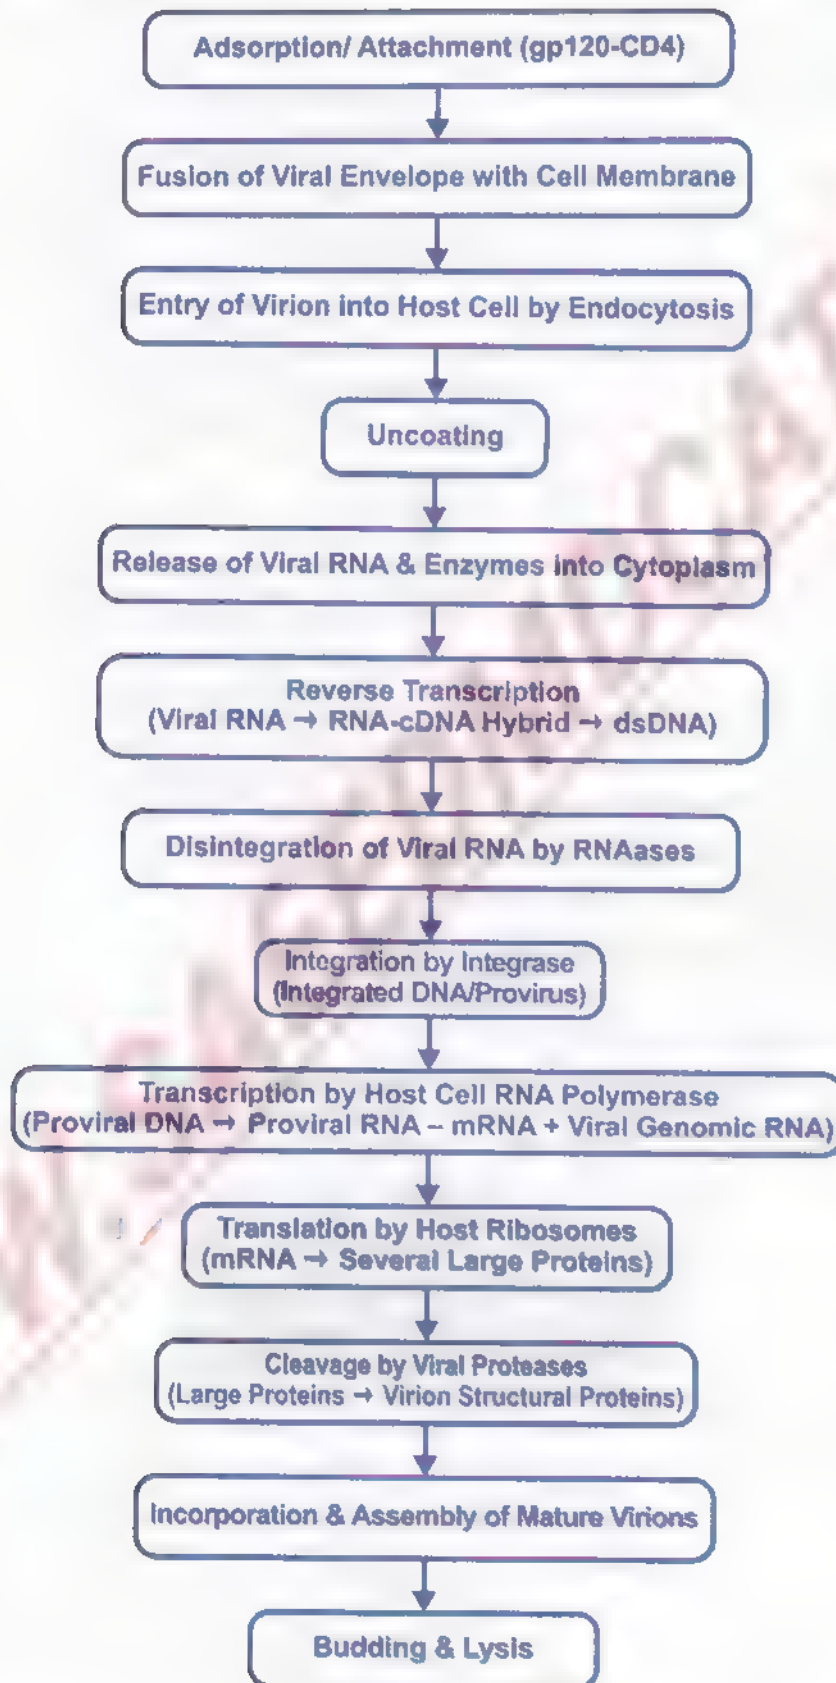 Adsorption/ Attachment (gp120-CD4)
Fusion of Viral Envelope with Cell Membrane
Entry of Virion into Host Cell by Endocytosis
Uncoating
Release of Viral RNA & Enzymes into Cytoplasm
Reverse Transcription
(Viral RNA → RNA-cDNA Hybrid → dsDNA)
Disintegration of Viral RNA by RNAases
Integration by Integrase
(Integrated DNA/Provirus)
Transcription by Host Cell RNA Polymerase
(Proviral DNA → Proviral RNA – mRNA + Viral Genomic RNA)
Translation by Host Ribosomes
(mRNA → Several Large Proteins)
Cleavage by Viral Proteases
(Large Proteins → Virion Structural Proteins)
Incorporation & Assembly of Mature Virions
Budding & Lysis